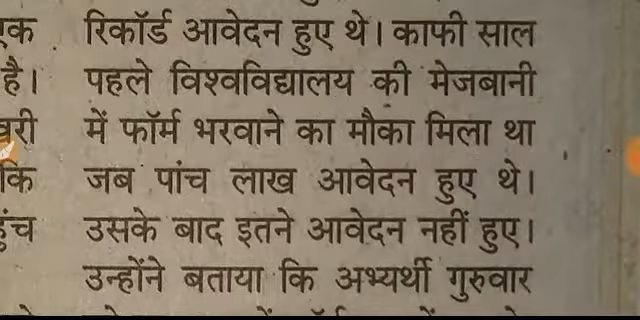 एक रिकॉर्ड आवेदन हुए थे। काफी साल
है। पहले विश्वविद्यालय की मेजबानी
में फॉर्म भरवाने का मौका मिला था
कि जब पांच लाख आवेदन हुए थे।
उसके बाद इतने आवेदन नहीं हुए।
उन्होंने बताया कि अभ्यर्थी गुरुवार